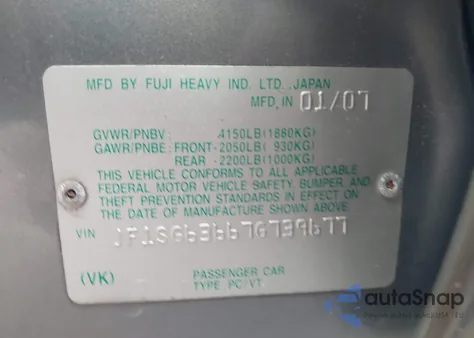 MFD BY FUJI HEAVY IND. LTD., JAPAN
MFD, IN 01/07
GVWR/PNBV: 4150LB(1880KG)
GAWR/PNBE: FRONT-2050LB( 930KG)
REAR -2200LB(1000KG)
THIS VEHICLE CONFORMS TO ALL APPLICABLE
FEDERAL MOTOR VEHICLE SAFETY, BUMPER, AND
THEFT PREVENTION STANDARDS IN EFFECT ON
THE DATE OF MANUFACTURE SHOWN ABOVE.
VIN
(VK)
PASSENGER CAR
TYPE: PC/VT
autaSnap